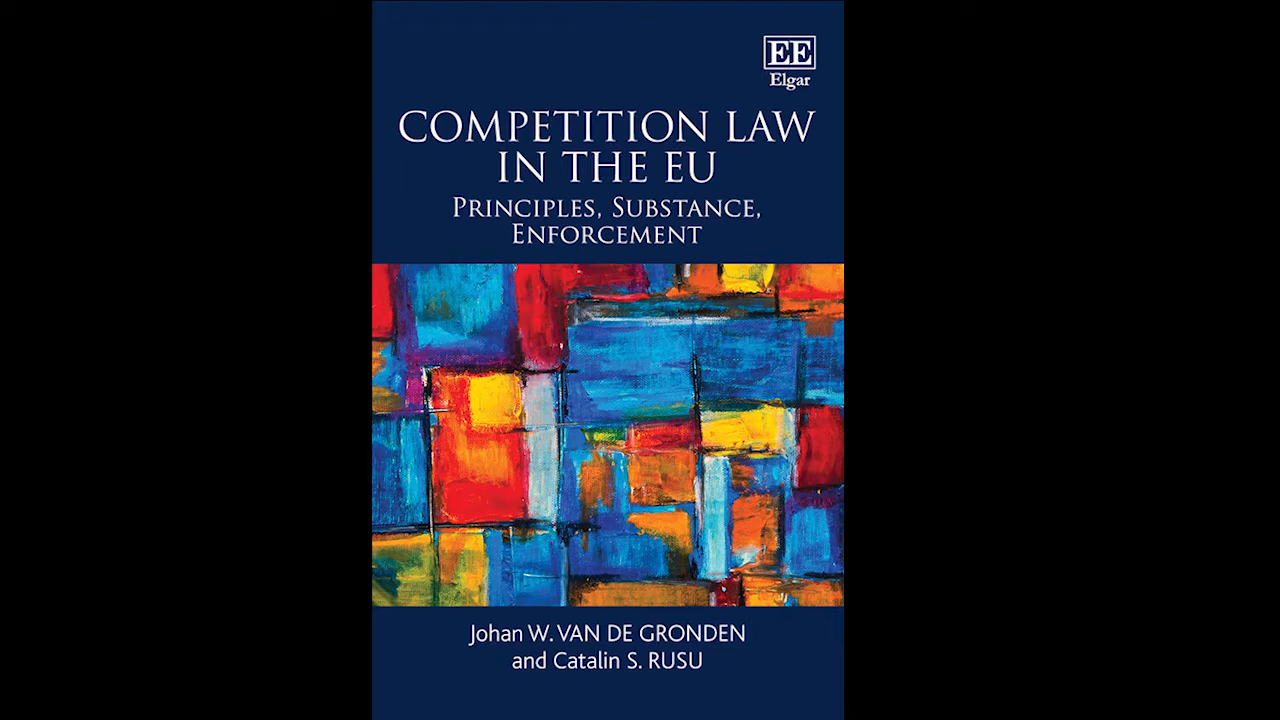 EE
Elgar
COMPETITION LAW
IN THE EU
PRINCIPLES, SUBSTANCE,
ENFORCEMENT
Johan W. VAN DE GRONDEN
and Catalin S. RUSU